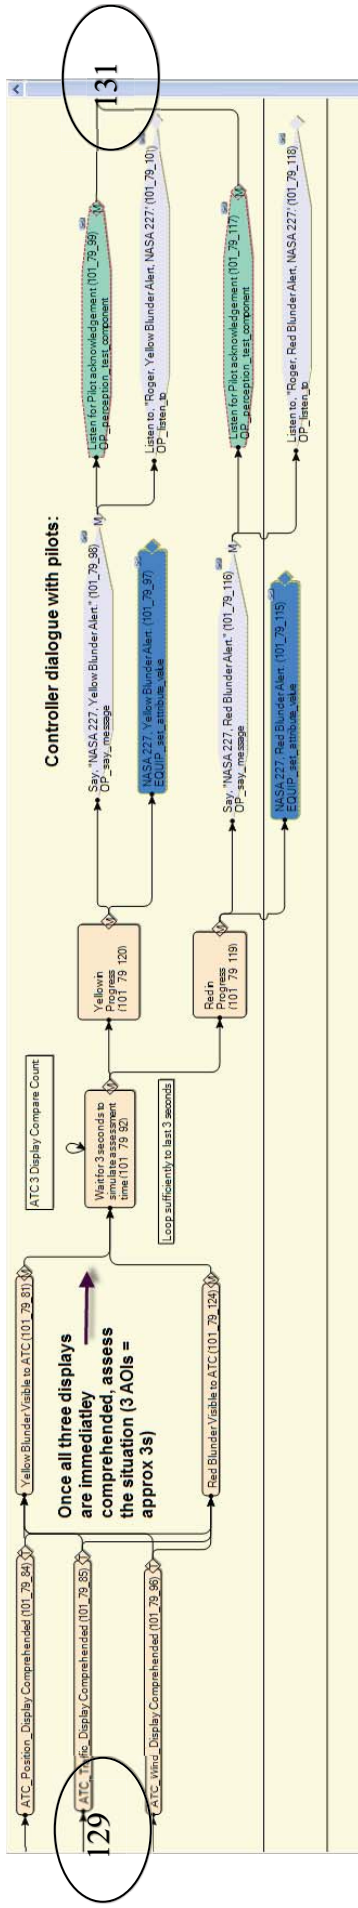 129
ATC_Position_Display Comprehended (101_79_84)
ATC_Traffic_Display Comprehended (101_79_85)
ATC_Wind_Display Comprehended (101_79_96)
Yellow Blunder Visible to ATC (101_79_81)
Once all three displays
are immediatley
comprehended, assess
the situation (3 AOIs =
approx 3s)
Red Blunder Visible to ATC (101_79_124)
ATC 3 Display Compare Count
Wait for 3 seconds to
simulate assessment
time (101_79_92)
Loop sufficiently to last 3 seconds
Yellow in
Progress
(101_79_120)
Red in
Progress
(101_79_119)
Controller dialogue with pilots:
Say, "NASA 227, Yellow Blunder Alert." (101_79_98)
OP_say_message
NASA 227, Yellow Blunder Alert. (101_79_97)
EQUIP_set_attribute_value
Say, "NASA 227, Red Blunder Alert." (101_79_116)
OP_say_message
NASA 227, Red Blunder Alert. (101_79_115)
EQUIP_set_attribute_value
Listen for Pilot acknowledgement (101_79_99)
OP_perception_test_component
Listen to, "Roger, Yellow Blunder Alert, NASA 227." (101_79_101)
OP_listen_to
Listen for Pilot acknowledgement (101_79_117)
OP_perception_test_component
Listen to, "Roger, Red Blunder Alert, NASA 227." (101_79_118)
OP_listen_to
131